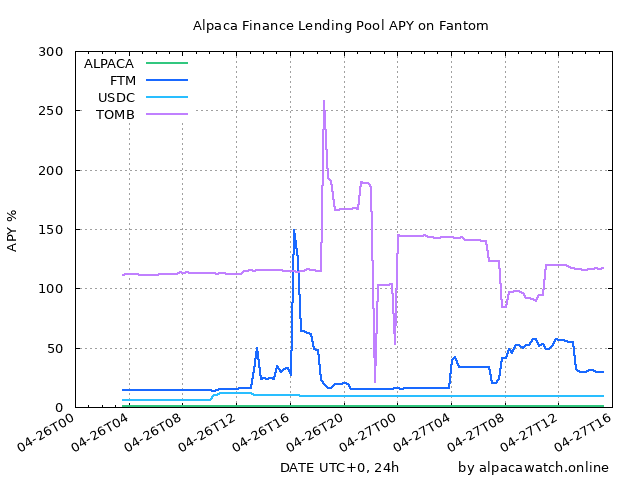 Alpaca Finance Lending Pool APY on Fantom
300
250
200
150
100
50
0
APY %
ALPACA
FTM
USDC
TOMB
04-26T00
04-26T04
04-26T08
04-26T12
04-26T16
04-26T20
04-27T00
04-27T04
04-27T08
04-27T12
04-27T16
DATE UTC+0, 24h
by alpacawatch.online